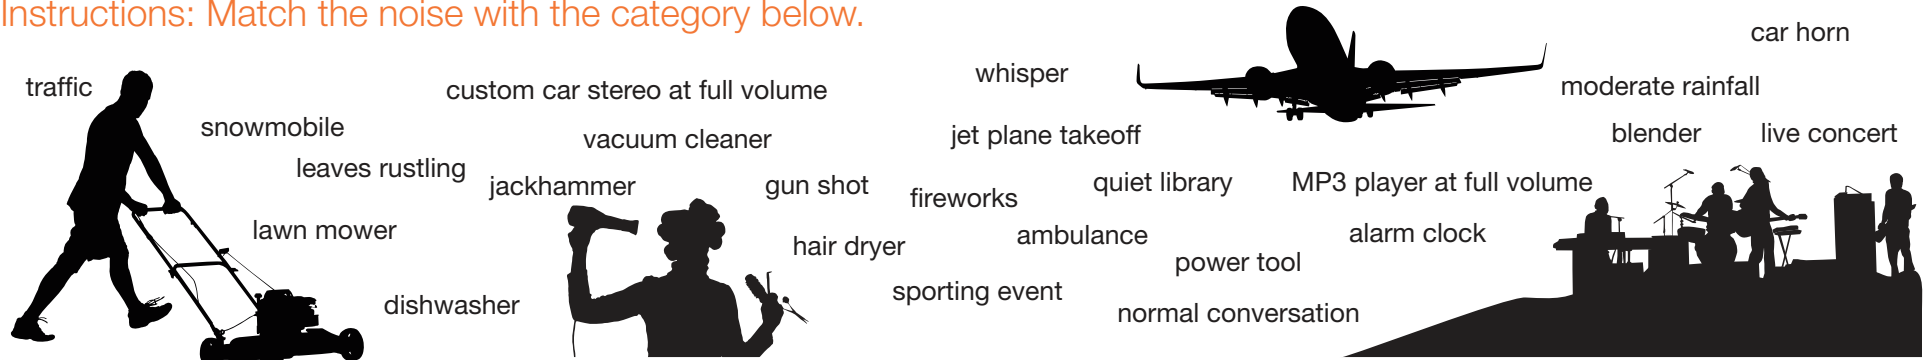 Instructions: Match the noise with the category below.
car horn
whisper
traffic
custom car stereo at full volume
moderate rainfall
snowmobile
vacuum cleaner
jet plane takeoff
blender
live concert
leaves rustling
jackhammer
gun shot
fireworks
quiet library
MP3 player at full volume
lawn mower
hair dryer
ambulance
alarm clock
power tool
dishwasher
sporting event
normal conversation